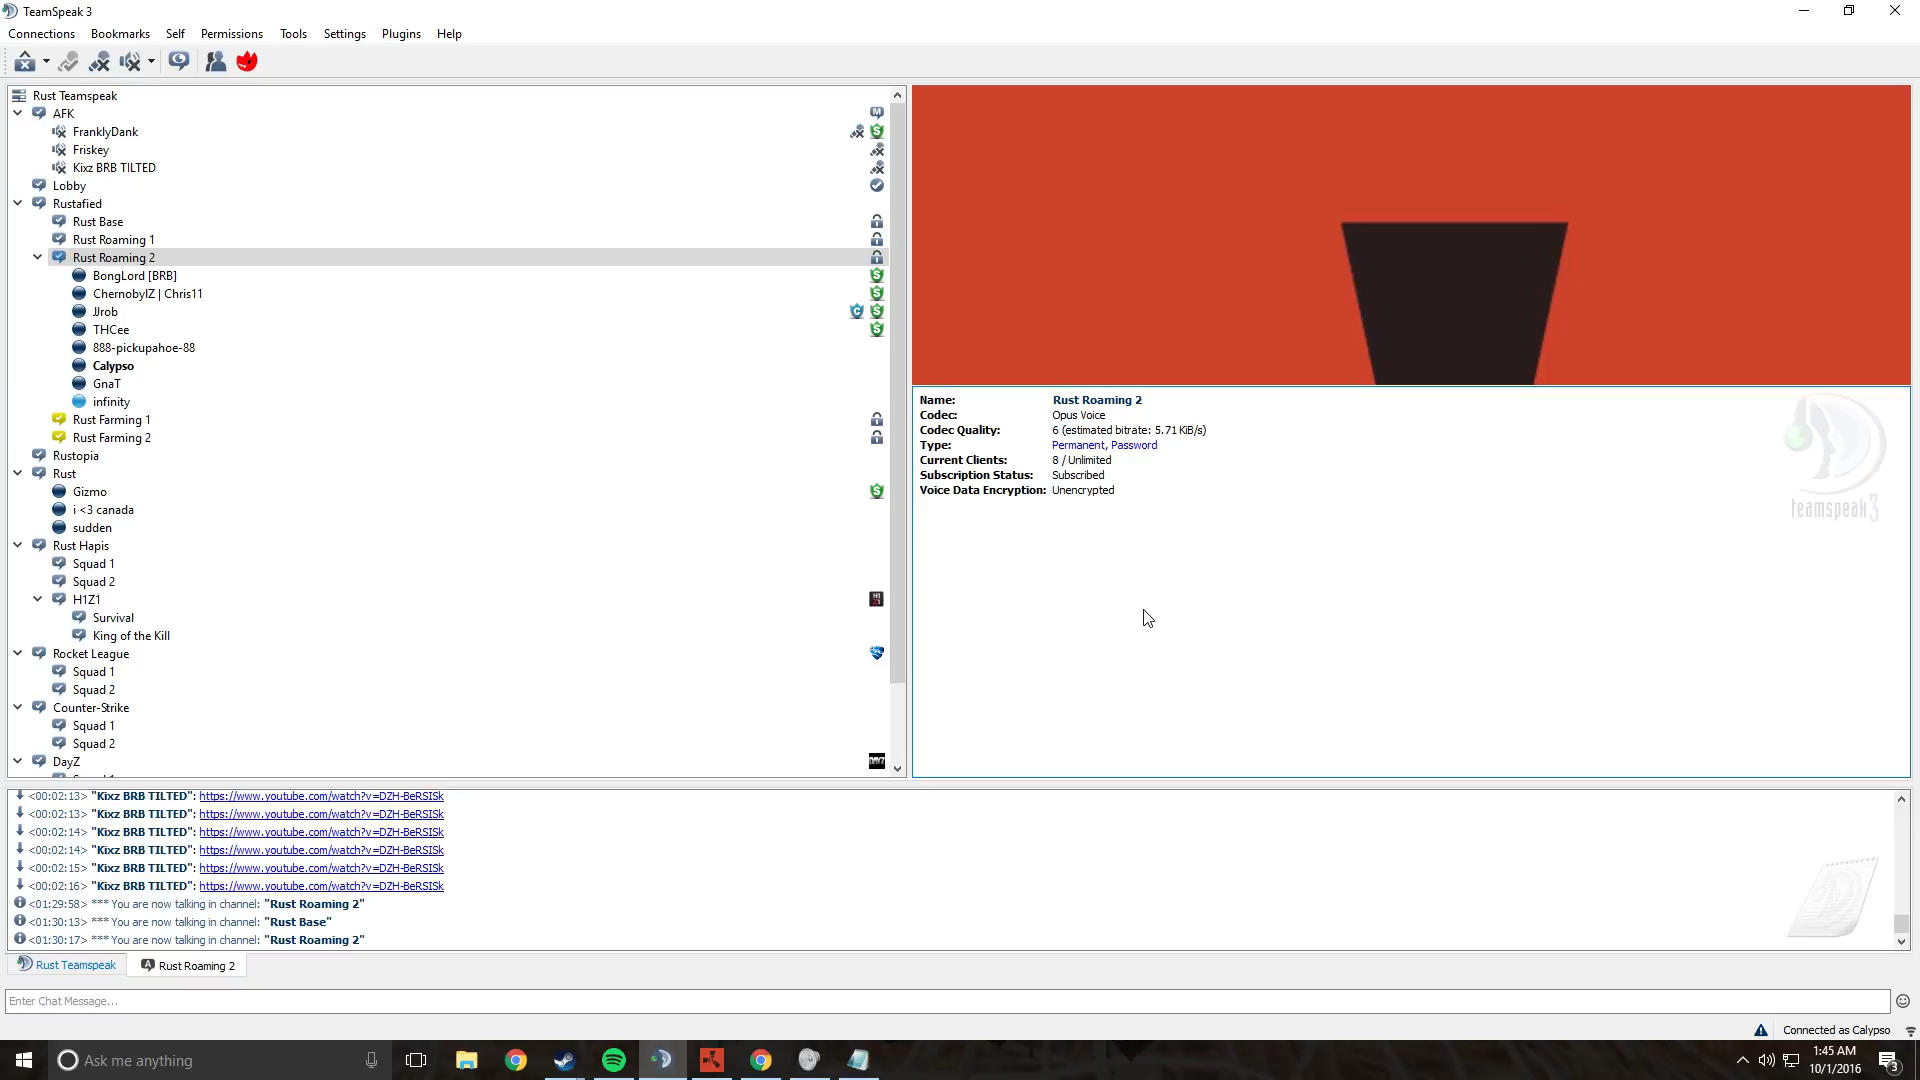 TeamSpeak 3
Connections Bookmarks Self Permissions Tools Settings Plugins Help
Rust Teamspeak
AFK
FranklyDank
Friskey
Kixz BRB TILTED
Lobby
Rustafied
Rust Base
Rust Roaming 1
Rust Roaming 2
BongLord [BRB]
ChernobylZ | Chris11
JJrob
THCee
888-pickupahoe-88
Calypso
GnaT
infinity
Rust Farming 1
Rust Farming 2
Rustopia
Rust
Gizmo
i <3 canada
sudden
Rust Hapis
Squad 1
Squad 2
H1Z1
Survival
King of the Kill
Rocket League
Squad 1
Squad 2
Counter-Strike
Squad 1
Squad 2
DayZ
Name: Rust Roaming 2
Codec: Opus Voice
Codec Quality: 6 (estimated bitrate: 5.71 KiB/s)
Type: Permanent, Password
Current Clients: 8 / Unlimited
Subscription Status: Subscribed
Voice Data Encryption: Unencrypted
teamspeak 3
<00:02:13> "Kixz BRB TILTED": https://www.youtube.com/watch?v=DZH-BeRSISk
<00:02:13> "Kixz BRB TILTED": https://www.youtube.com/watch?v=DZH-BeRSISk
<00:02:14> "Kixz BRB TILTED": https://www.youtube.com/watch?v=DZH-BeRSISk
<00:02:14> "Kixz BRB TILTED": https://www.youtube.com/watch?v=DZH-BeRSISk
<00:02:15> "Kixz BRB TILTED": https://www.youtube.com/watch?v=DZH-BeRSISk
<00:02:16> "Kixz BRB TILTED": https://www.youtube.com/watch?v=DZH-BeRSISk
<01:29:58> *** You are now talking in channel: "Rust Roaming 2"
<01:30:13> *** You are now talking in channel: "Rust Base"
<01:30:17> *** You are now talking in channel: "Rust Roaming 2"
Rust Teamspeak Rust Roaming 2
Enter Chat Message...
Connected as Calypso
Ask me anything
1:45 AM
10/1/2016
3